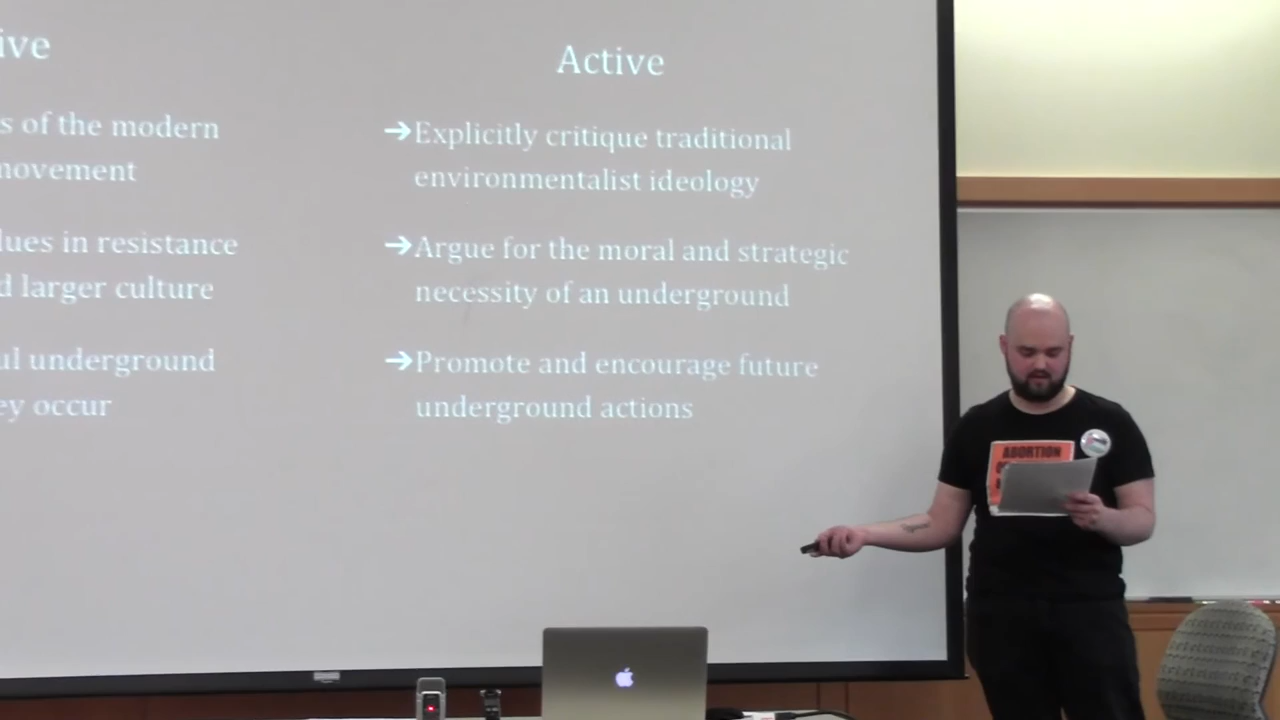 ive
s of the modern
movement
lues in resistance
d larger culture
ul underground
ey occur
Active
➔Explicitly critique traditional
environmentalist ideology
➔Argue for the moral and strategic
necessity of an underground
➔Promote and encourage future
underground actions
ABORTION